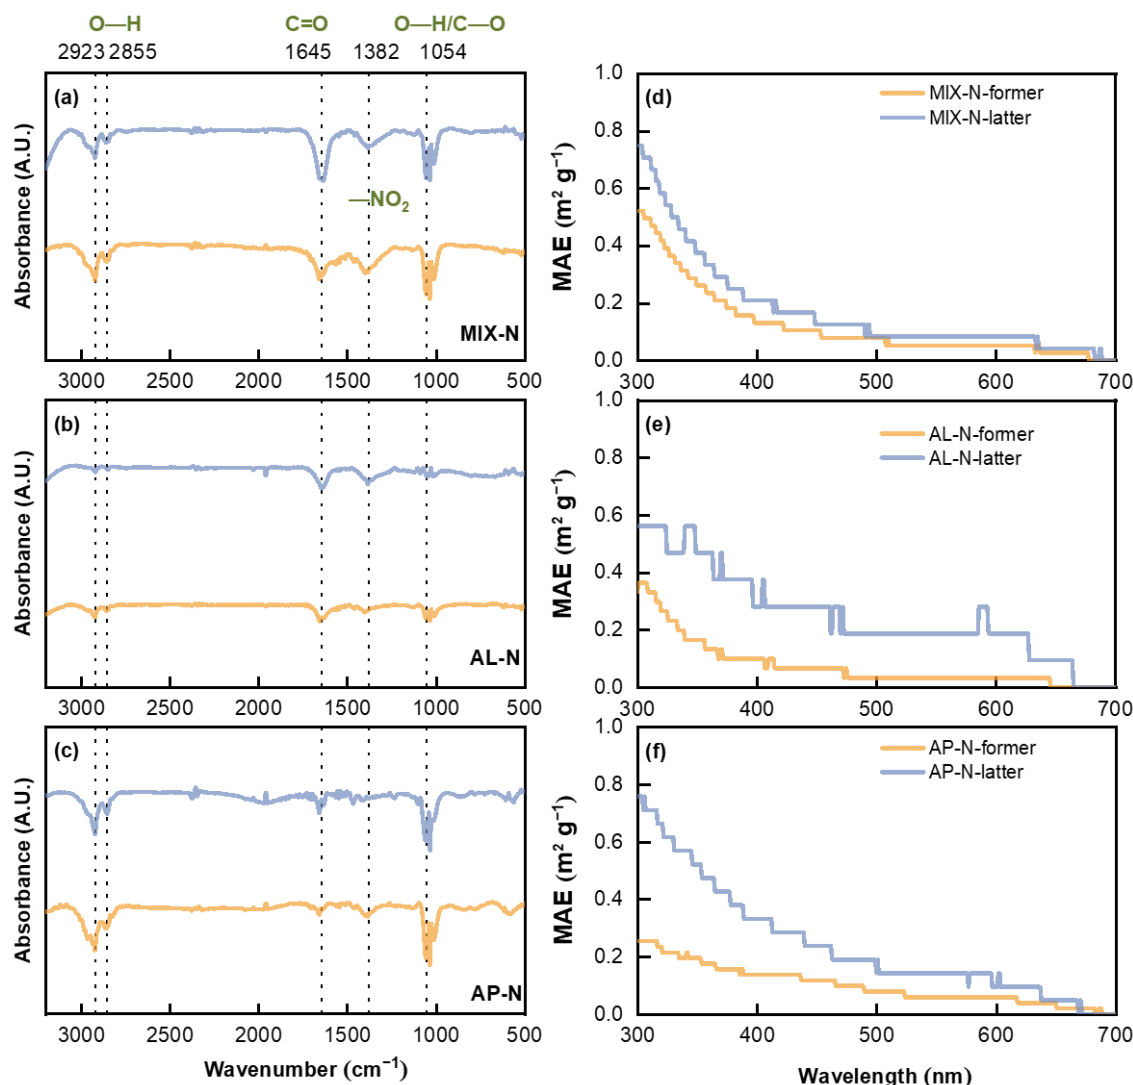 O—H C=O O—H/C—O
2923 2855 1645 1382 1054
(a)
—NO₂
MIX-N
Absorbance (A.U.)
3000 2500 2000 1500 1000 500
(b)
AL-N
Absorbance (A.U.)
3000 2500 2000 1500 1000 500
(c)
AP-N
Absorbance (A.U.)
3000 2500 2000 1500 1000 500
Wavenumber (cm⁻¹)
(d)
MIX-N-former
MIX-N-latter
MAE (m² g⁻¹)
1.0
0.8
0.6
0.4
0.2
0.0
300 400 500 600 700
(e)
AL-N-former
AL-N-latter
MAE (m² g⁻¹)
1.0
0.8
0.6
0.4
0.2
0.0
300 400 500 600 700
(f)
AP-N-former
AP-N-latter
MAE (m² g⁻¹)
1.0
0.8
0.6
0.4
0.2
0.0
300 400 500 600 700
Wavelength (nm)